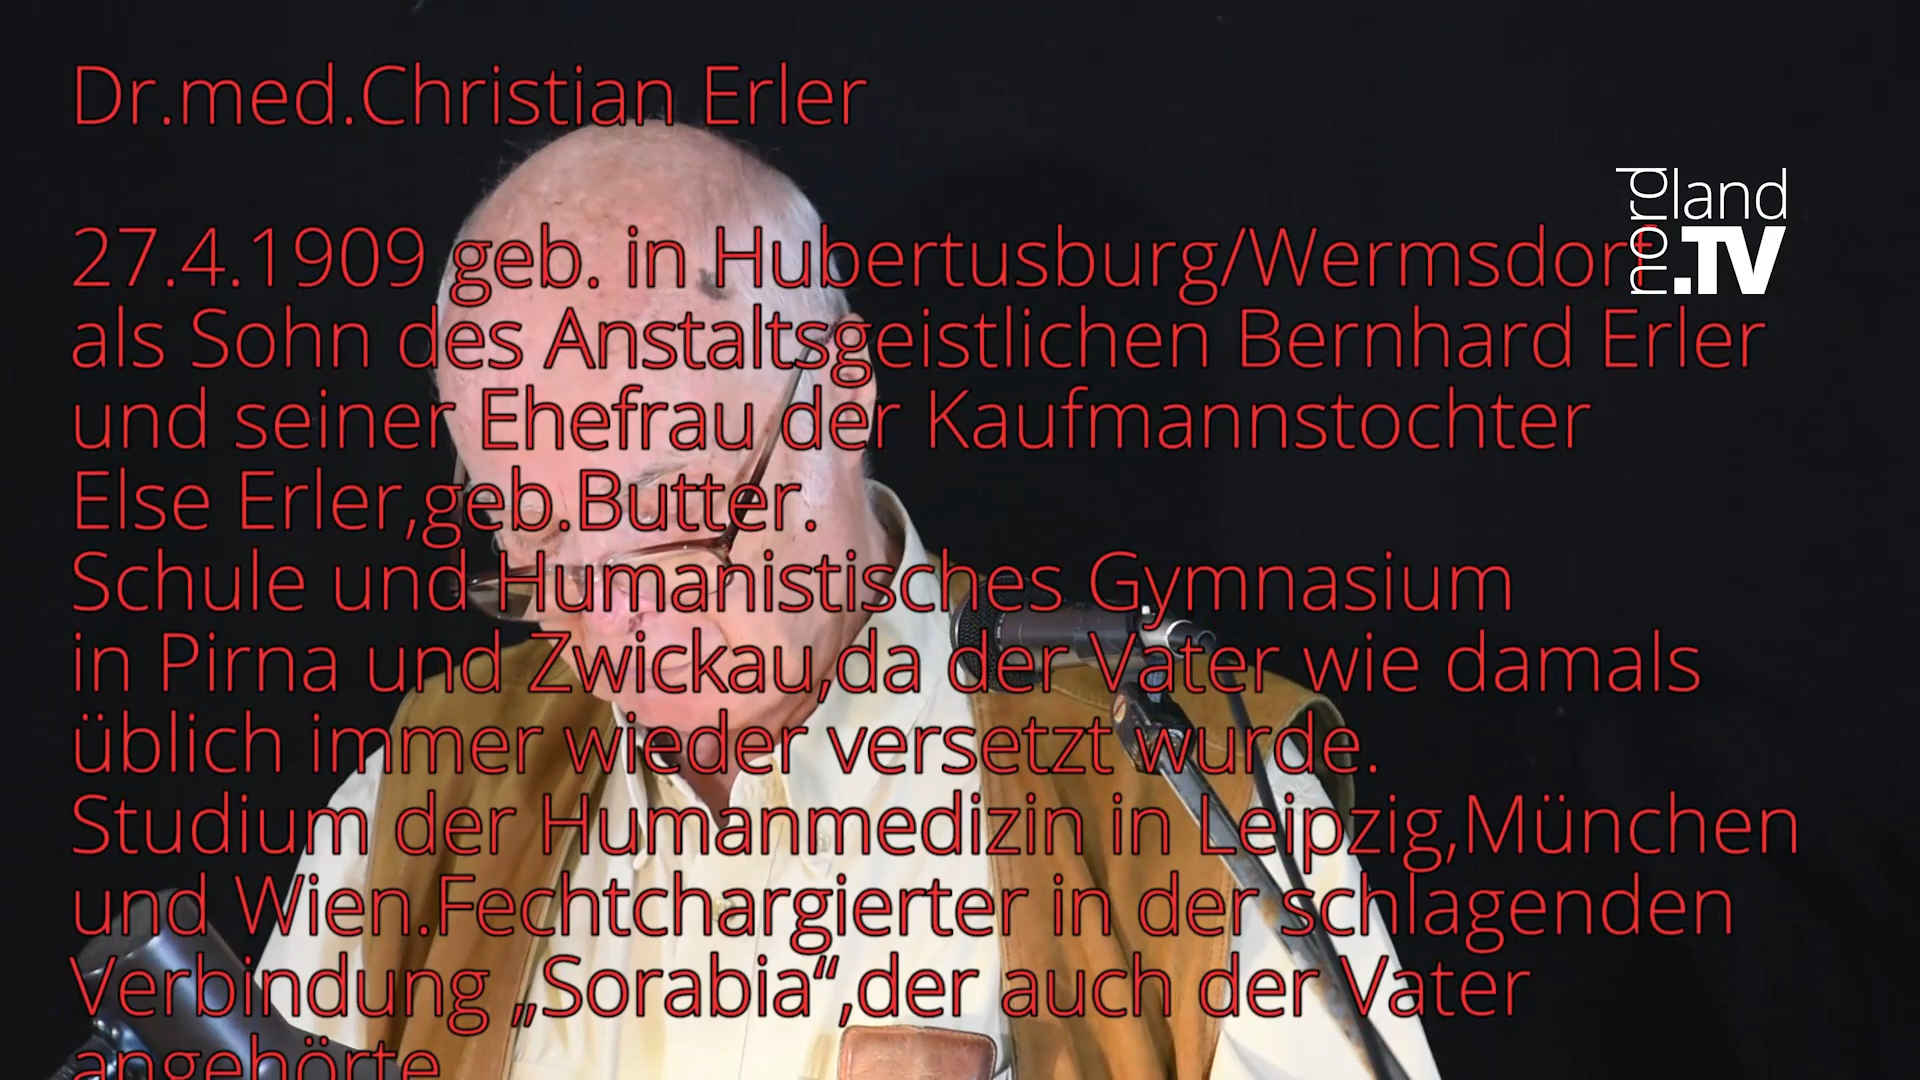 Dr.med.Christian Erler
27.4.1909 geb. in Hubertusburg/Wermsdorf
als Sohn des Anstaltsgeistlichen Bernhard Erler
und seiner Ehefrau der Kaufmannstochter
Else Erler,geb.Butter.
Schule und Humanistisches Gymnasium
in Pirna und Zwickau,da der Vater wie damals
üblich immer wieder versetzt wurde.
Studium der Humanmedizin in Leipzig,München
und Wien.Fechtchargierter in der schlagenden
Verbindung „Sorabia“,der auch der Vater
angehörte
nordland
.TV